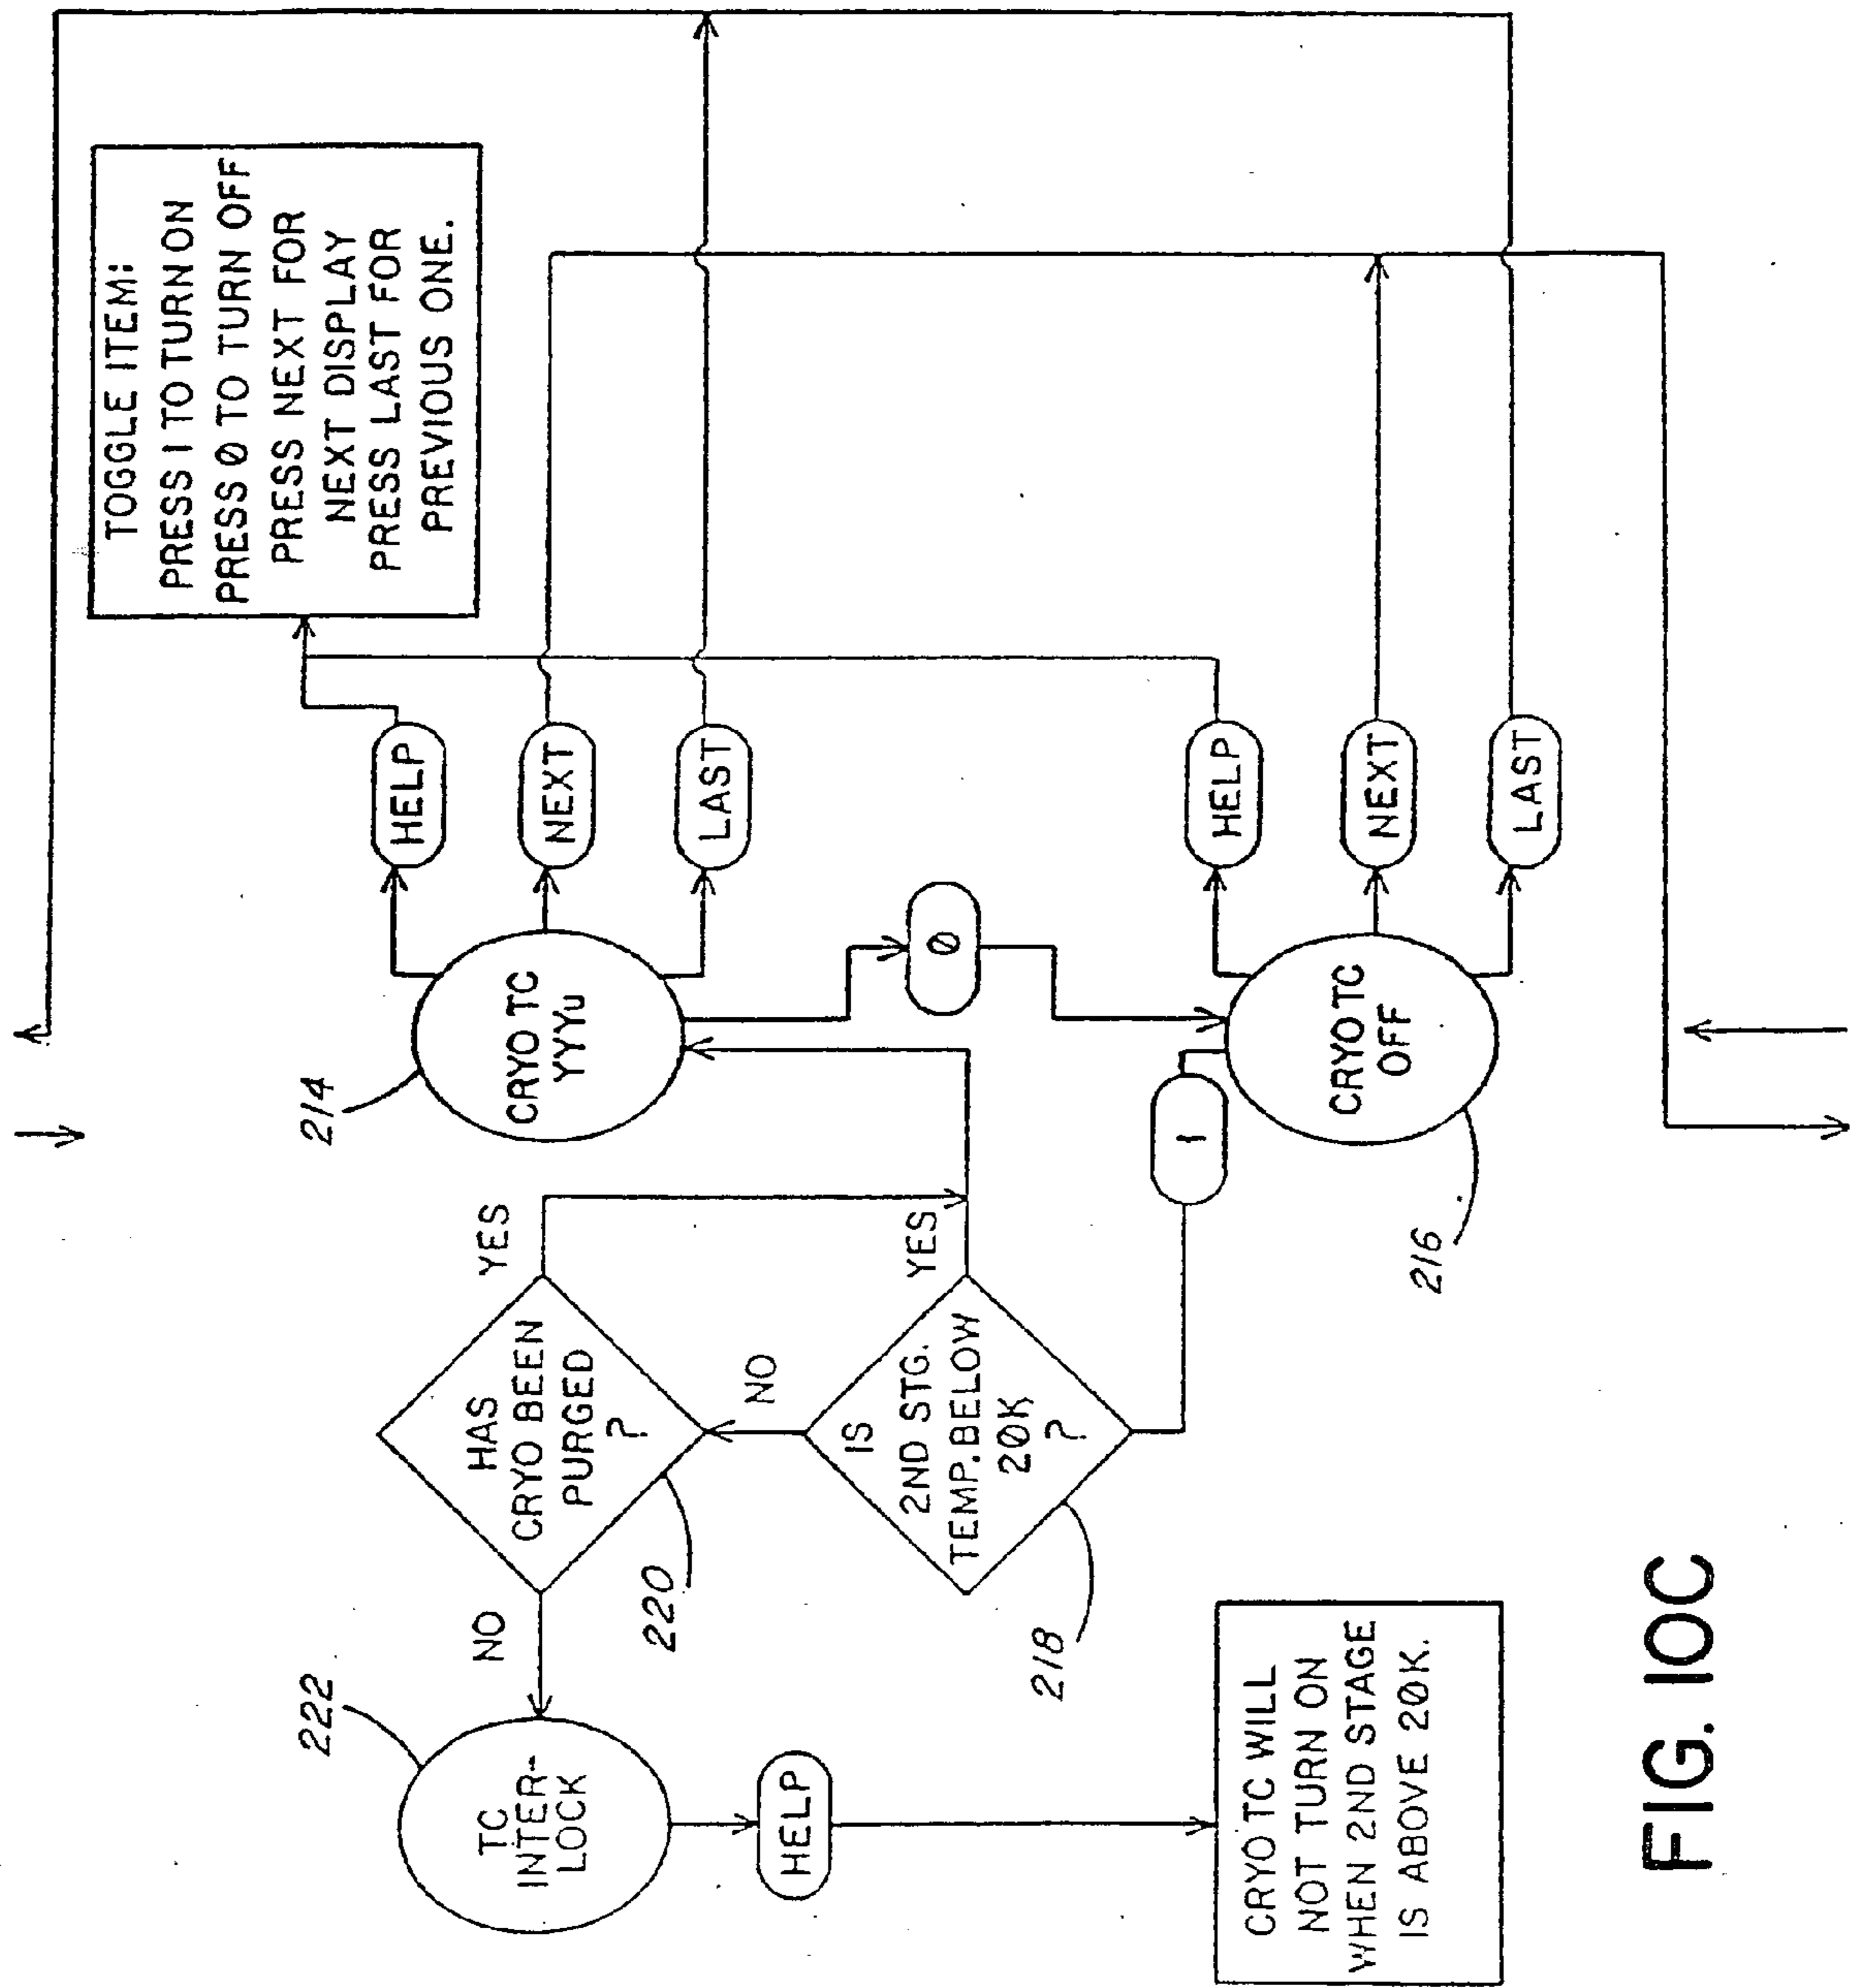 TOGGLE ITEM:
PRESS 1 TO TURN ON
PRESS 0 TO TURN OFF
PRESS NEXT FOR
NEXT DISPLAY
PRESS LAST FOR
PREVIOUS ONE.
HELP
NEXT
LAST
HELP
NEXT
LAST
214
CRYO TC
YYYu
0
CRYO TC
OFF
216
1
YES
HAS
CRYO BEEN
PURGED
?
220
NO
YES
IS
2ND STG.
TEMP. BELOW
20K
?
218
NO
222
TC
INTER-
LOCK
HELP
CRYO TC WILL
NOT TURN ON
WHEN 2ND STAGE
IS ABOVE 20K.
FIG. 10C